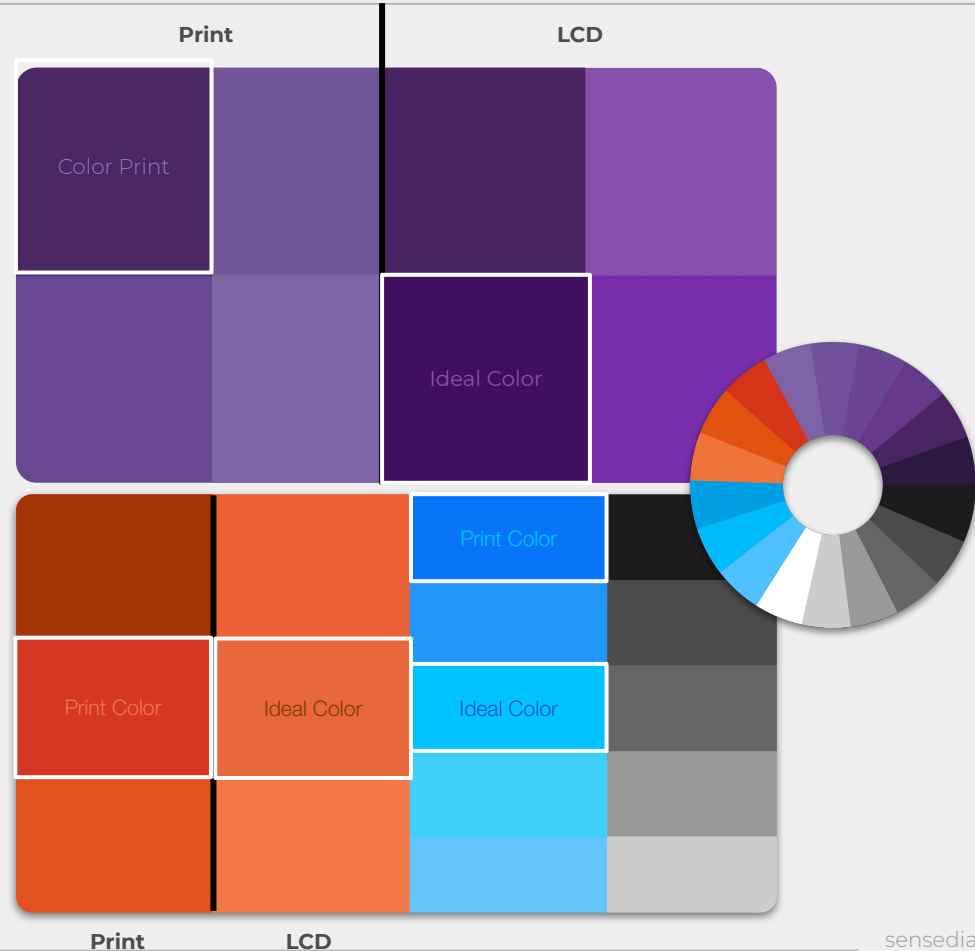 Print
LCD
Color Print
Ideal Color
Print Color
Print Color
Ideal Color
Ideal Color
Print
LCD
sensedia